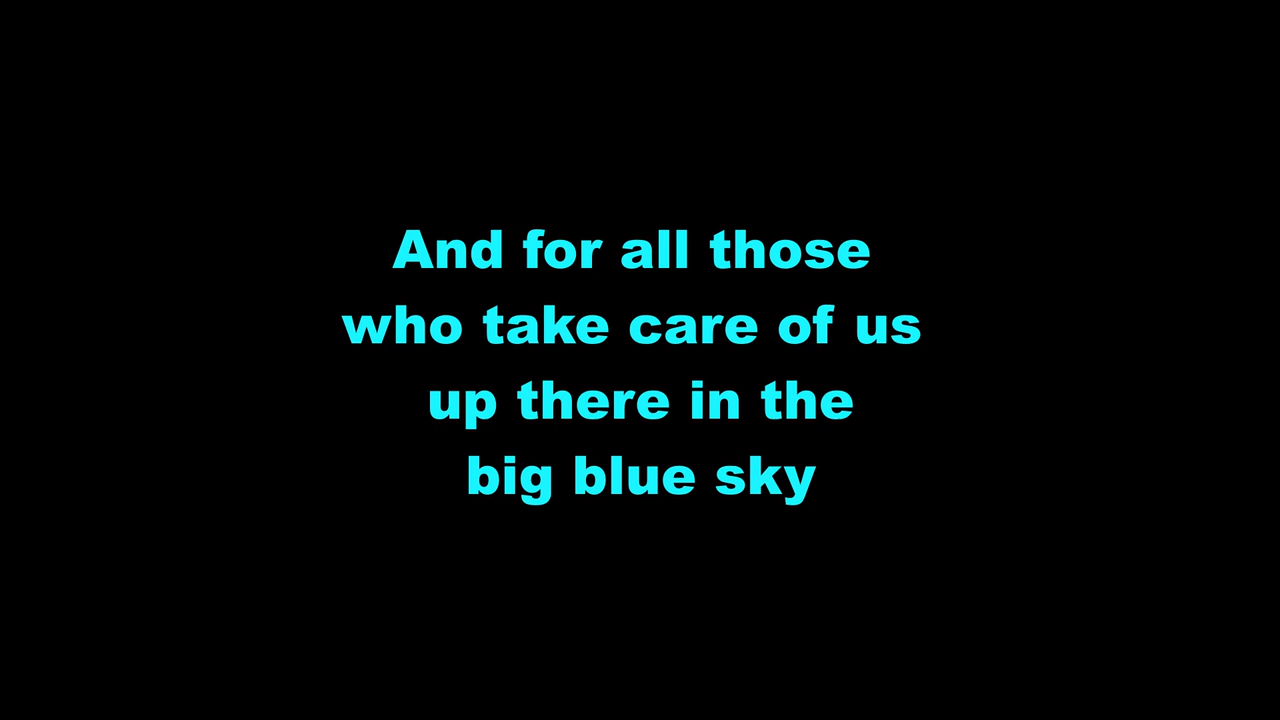 And for all those
who take care of us
up there in the
big blue sky